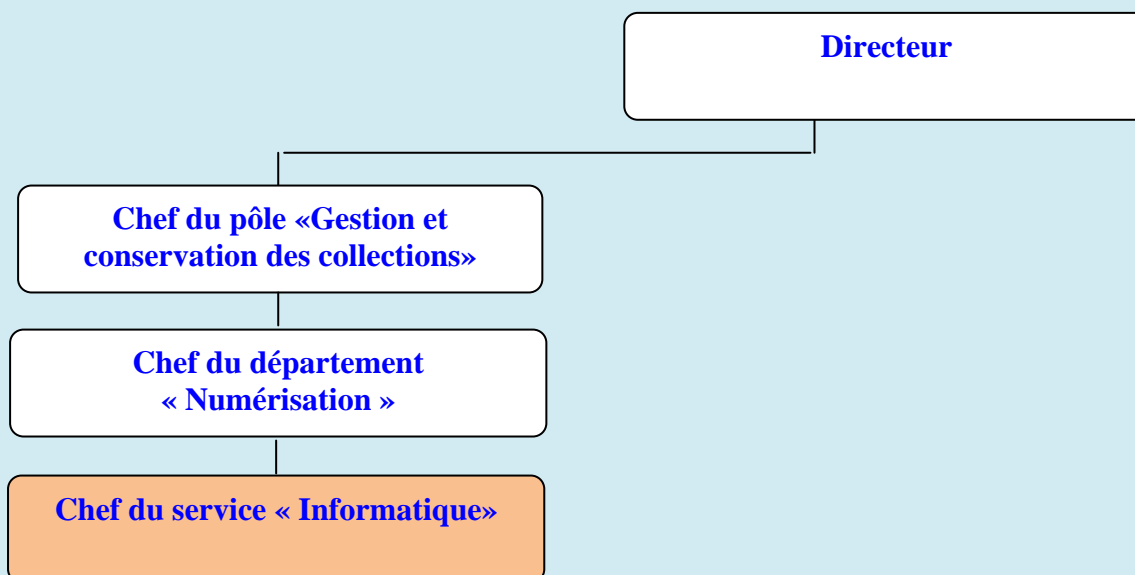 Directeur
Chef du pôle «Gestion et
conservation des collections»
Chef du département
« Numérisation »
Chef du service « Informatique»